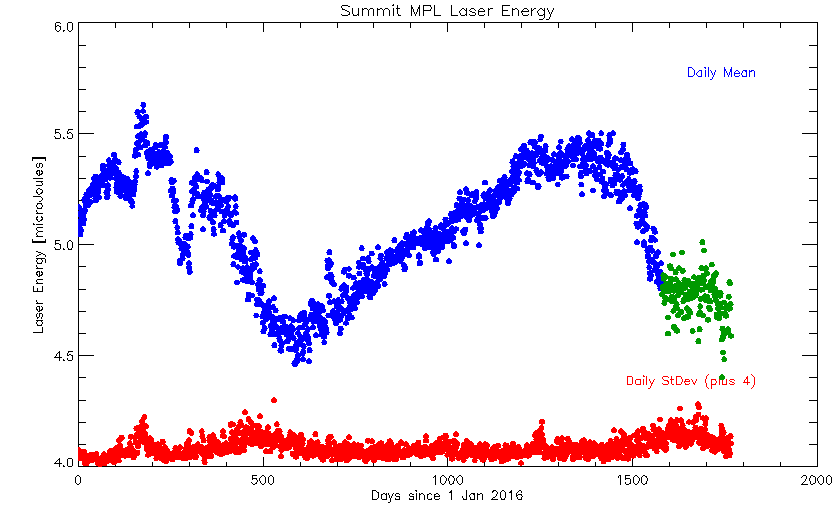 Summit MPL Laser Energy
6.0
Daily Mean
5.5
Laser Energy [microJoules]
5.0
4.5
Daily StDev (plus 4)
4.0
0 500 1000 1500 2000
Days since 1 Jan 2016